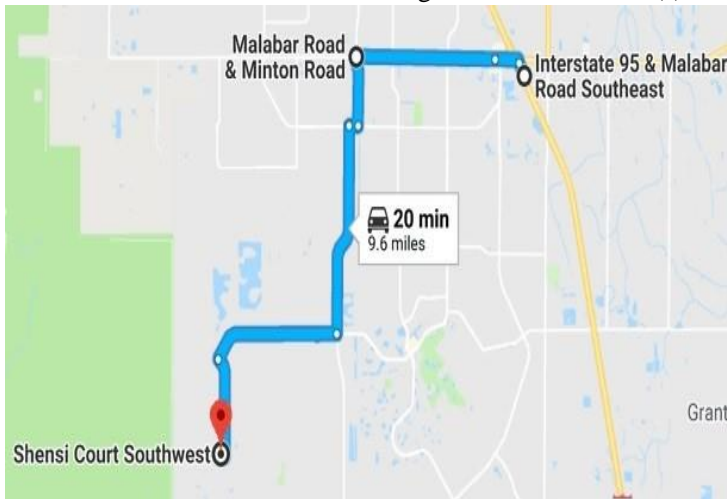 Malabar Road
& Minton Road
Interstate 95 & Malabar
Road Southeast
20 min
9.6 miles
Grant
Shensi Court Southwest